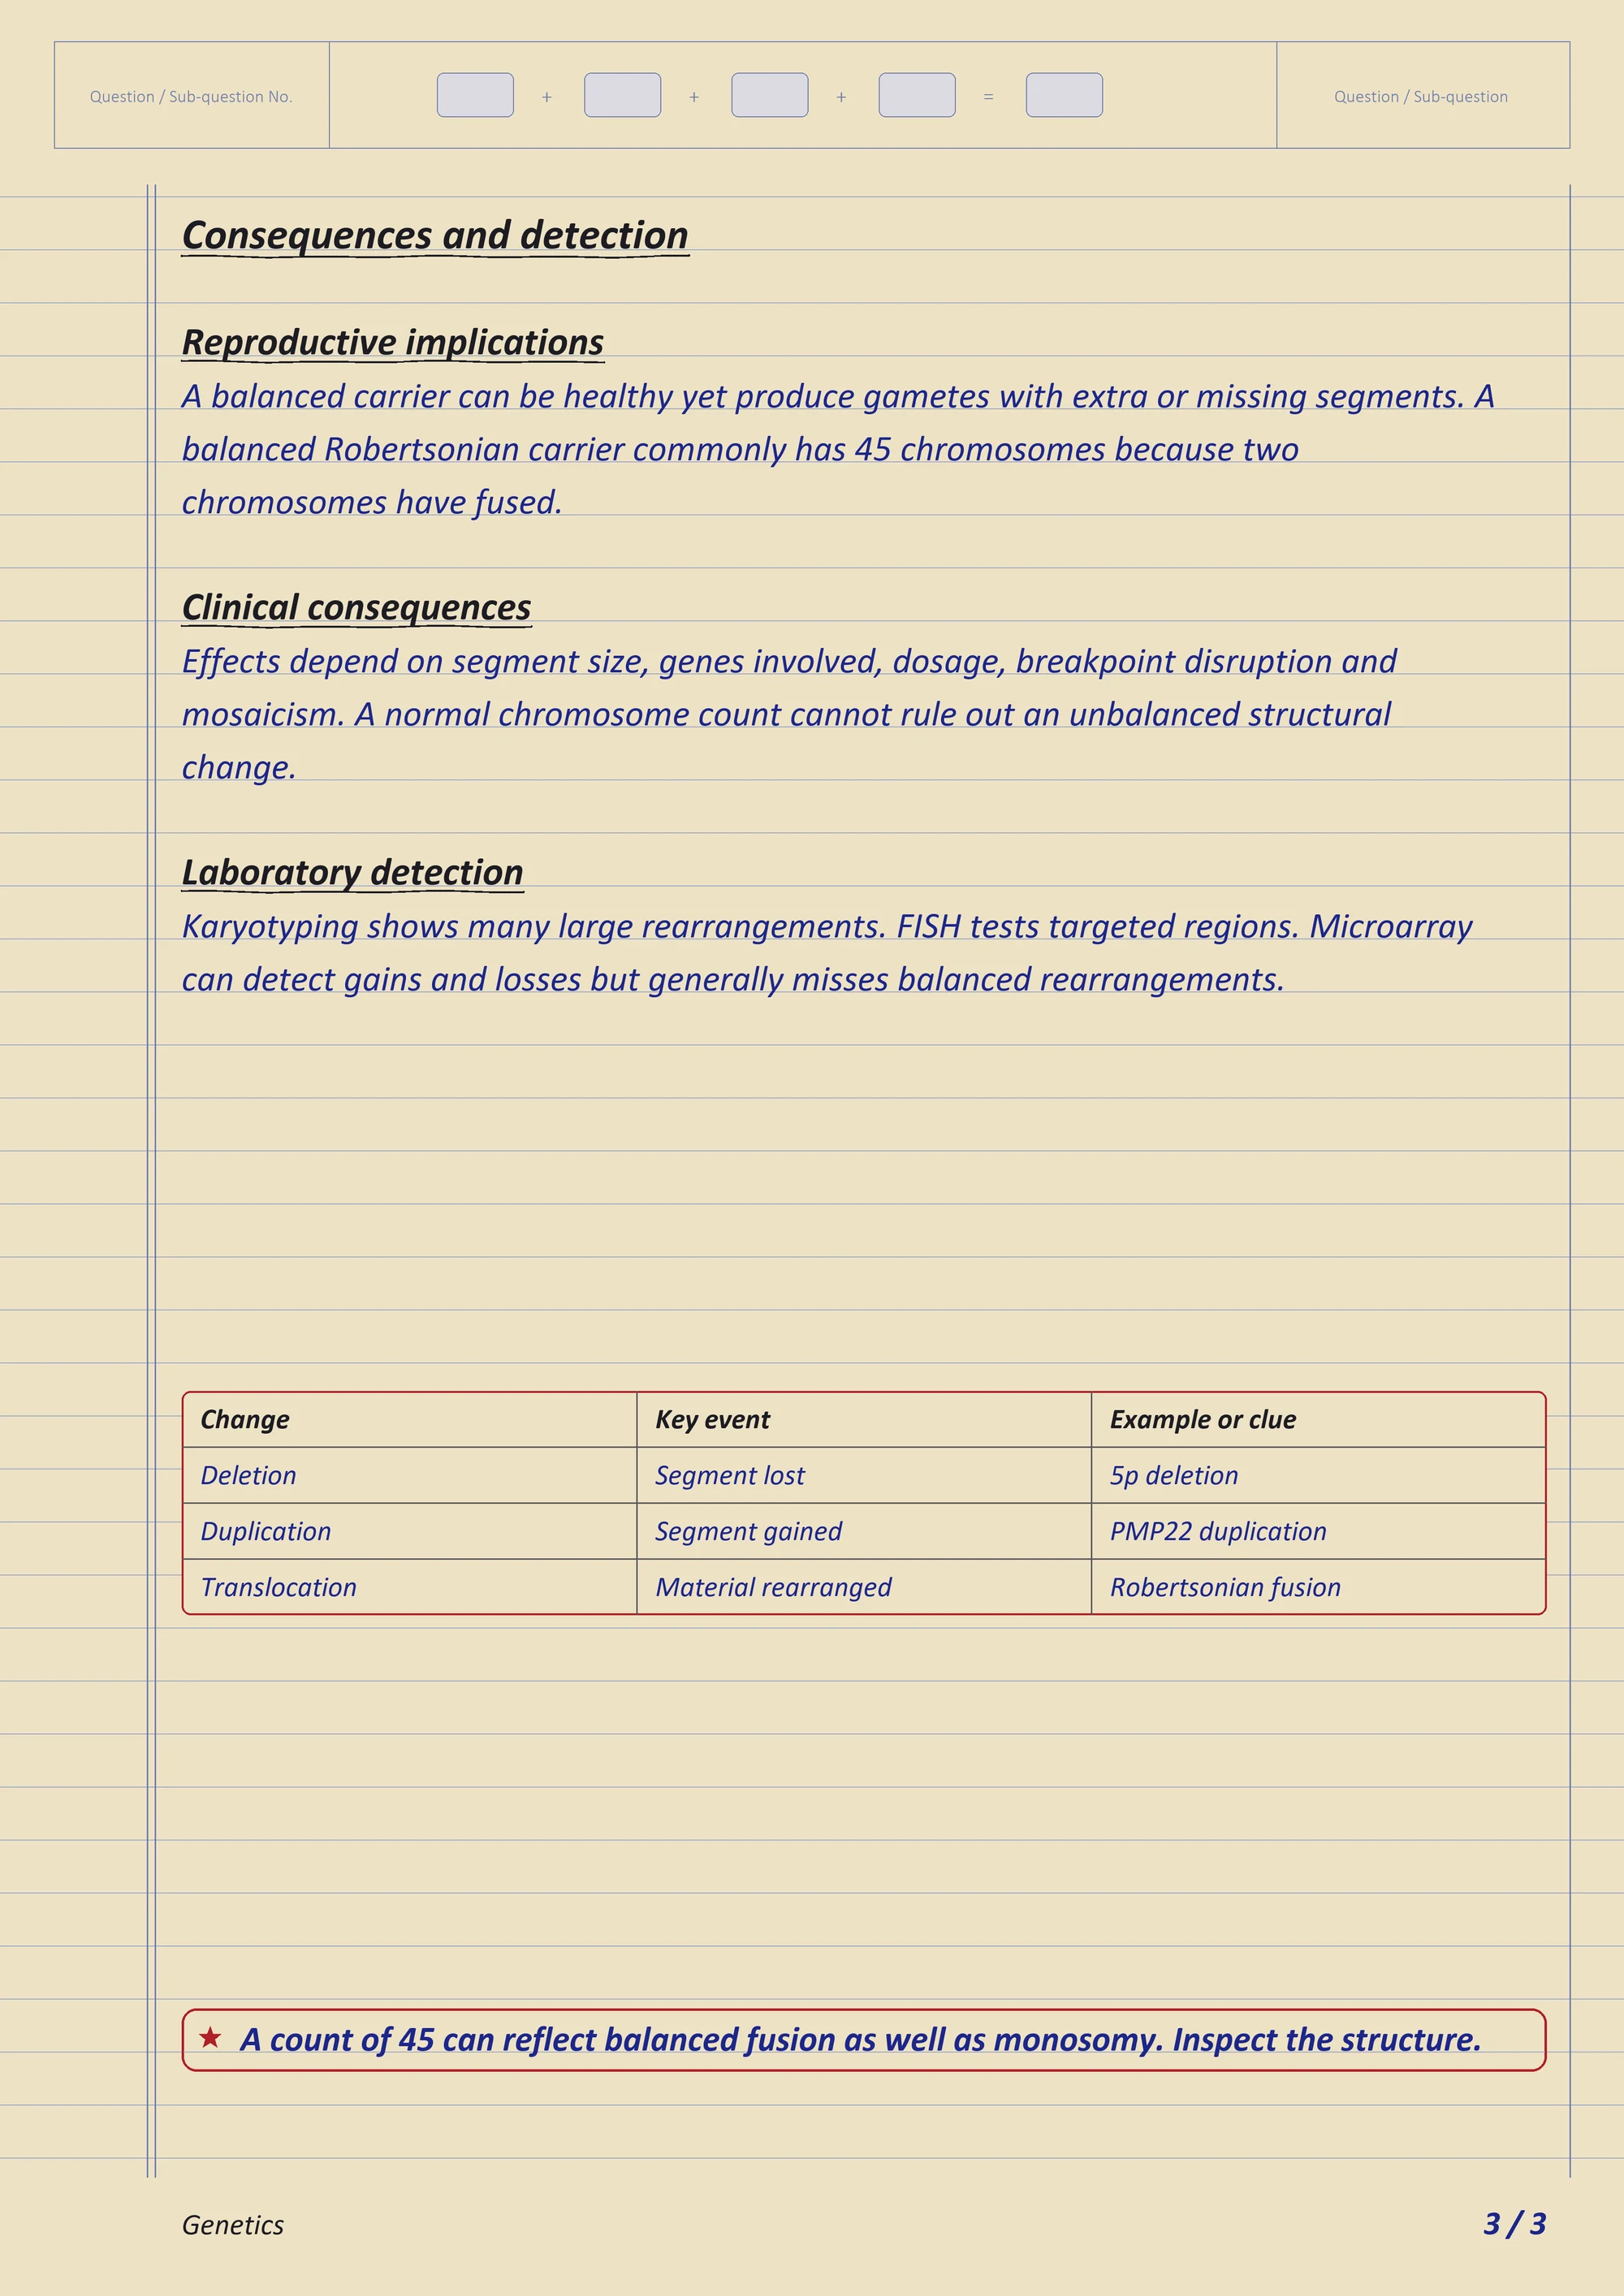 Question / Sub-question No.
+ + + =
Question / Sub-question
Consequences and detection
Reproductive implications
A balanced carrier can be healthy yet produce gametes with extra or missing segments. A
balanced Robertsonian carrier commonly has 45 chromosomes because two
chromosomes have fused.
Clinical consequences
Effects depend on segment size, genes involved, dosage, breakpoint disruption and
mosaicism. A normal chromosome count cannot rule out an unbalanced structural
change.
Laboratory detection
Karyotyping shows many large rearrangements. FISH tests targeted regions. Microarray
can detect gains and losses but generally misses balanced rearrangements.
Change Key event Example or clue
Deletion Segment lost 5p deletion
Duplication Segment gained PMP22 duplication
Translocation Material rearranged Robertsonian fusion
★ A count of 45 can reflect balanced fusion as well as monosomy. Inspect the structure.
Genetics 3 / 3